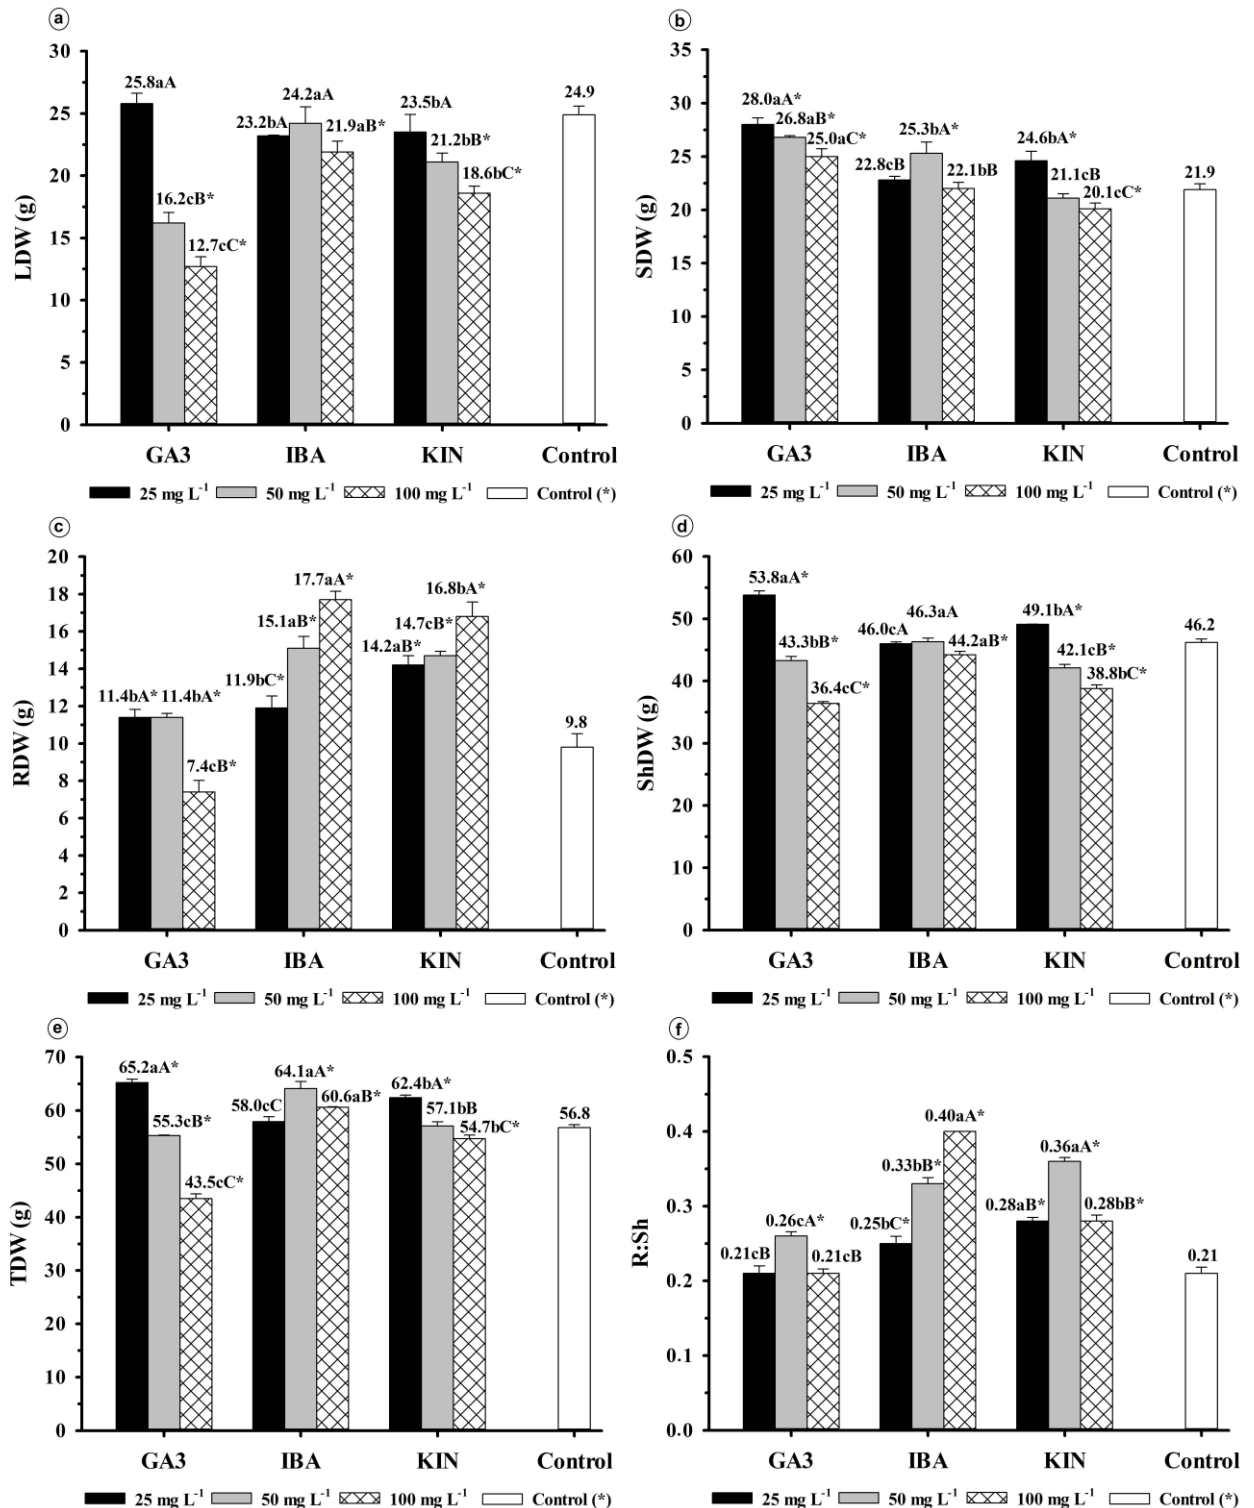 a
LDW (g)
30
25
20
15
10
5
0
25.8aA
16.2cB*
12.7cC*
23.2bA
24.2aA
21.9aB*
23.5bA
21.2bB*
18.6bC*
24.9
GA3 IBA KIN Control
25 mg L⁻¹ 50 mg L⁻¹ 100 mg L⁻¹ Control (*)
b
SDW (g)
35
30
25
20
15
10
5
0
28.0aA*
26.8aB*
25.0aC*
22.8cB
25.3bA*
22.1bB
24.6bA*
21.1cB
20.1cC*
21.9
GA3 IBA KIN Control
25 mg L⁻¹ 50 mg L⁻¹ 100 mg L⁻¹ Control (*)
c
RDW (g)
20
18
16
14
12
10
8
6
4
2
0
11.4bA*
11.4bA*
7.4cB*
11.9bC*
15.1aB*
17.7aA*
14.2aB*
14.7cB*
16.8bA*
9.8
GA3 IBA KIN Control
25 mg L⁻¹ 50 mg L⁻¹ 100 mg L⁻¹ Control (*)
d
ShDW (g)
60
50
40
30
20
10
0
53.8aA*
43.3bB*
36.4cC*
46.0cA
46.3aA
44.2aB*
49.1bA*
42.1cB*
38.8bC*
46.2
GA3 IBA KIN Control
25 mg L⁻¹ 50 mg L⁻¹ 100 mg L⁻¹ Control (*)
e
TDW (g)
70
60
50
40
30
20
10
0
65.2aA*
55.3cB*
43.5cC*
58.0cC
64.1aA*
60.6aB*
62.4bA*
57.1bB
54.7bC*
56.8
GA3 IBA KIN Control
25 mg L⁻¹ 50 mg L⁻¹ 100 mg L⁻¹ Control (*)
f
R:Sh
0.5
0.4
0.3
0.2
0.1
0.0
0.21cB
0.26cA*
0.21cB
0.25bC*
0.33bB*
0.40aA*
0.28aB*
0.36aA*
0.28bB*
0.21
GA3 IBA KIN Control
25 mg L⁻¹ 50 mg L⁻¹ 100 mg L⁻¹ Control (*)